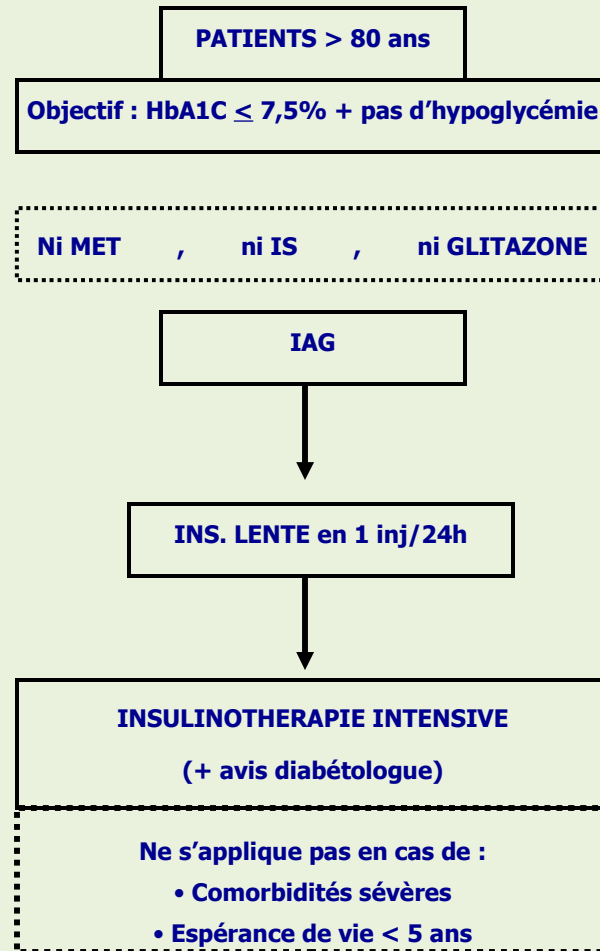 PATIENTS > 80 ans
Objectif : HbA1C ≤ 7,5% + pas d’hypoglycémie
Ni MET , ni IS , ni GLITAZONE
IAG
INS. LENTE en 1 inj/24h
INSULINOTHERAPIE INTENSIVE
(+ avis diabétologue)
Ne s’applique pas en cas de :
• Comorbidités sévères
• Espérance de vie < 5 ans